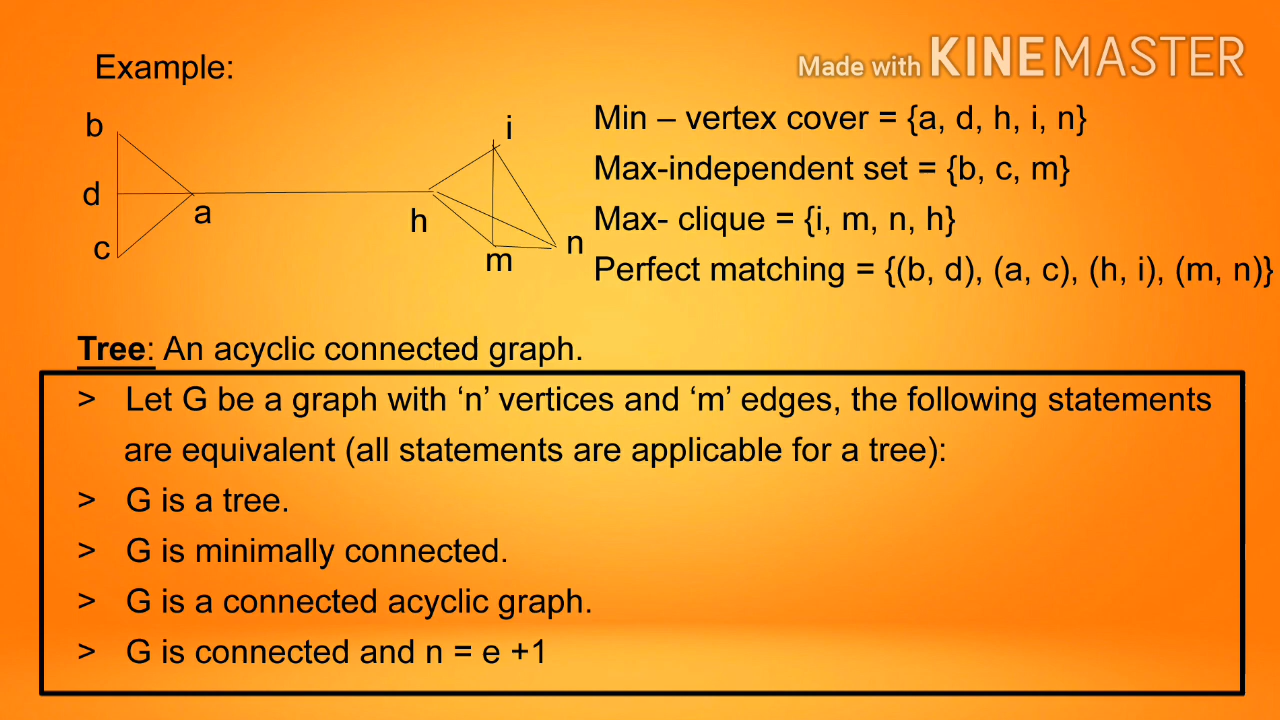 Example:
Made with KINEMASTER
b
i
d
a
h
c
m
n
Min – vertex cover = {a, d, h, i, n}
Max-independent set = {b, c, m}
Max- clique = {i, m, n, h}
Perfect matching = {(b, d), (a, c), (h, i), (m, n)}
Tree: An acyclic connected graph.
> Let G be a graph with ‘n’ vertices and ‘m’ edges, the following statements
are equivalent (all statements are applicable for a tree):
> G is a tree.
> G is minimally connected.
> G is a connected acyclic graph.
> G is connected and n = e +1